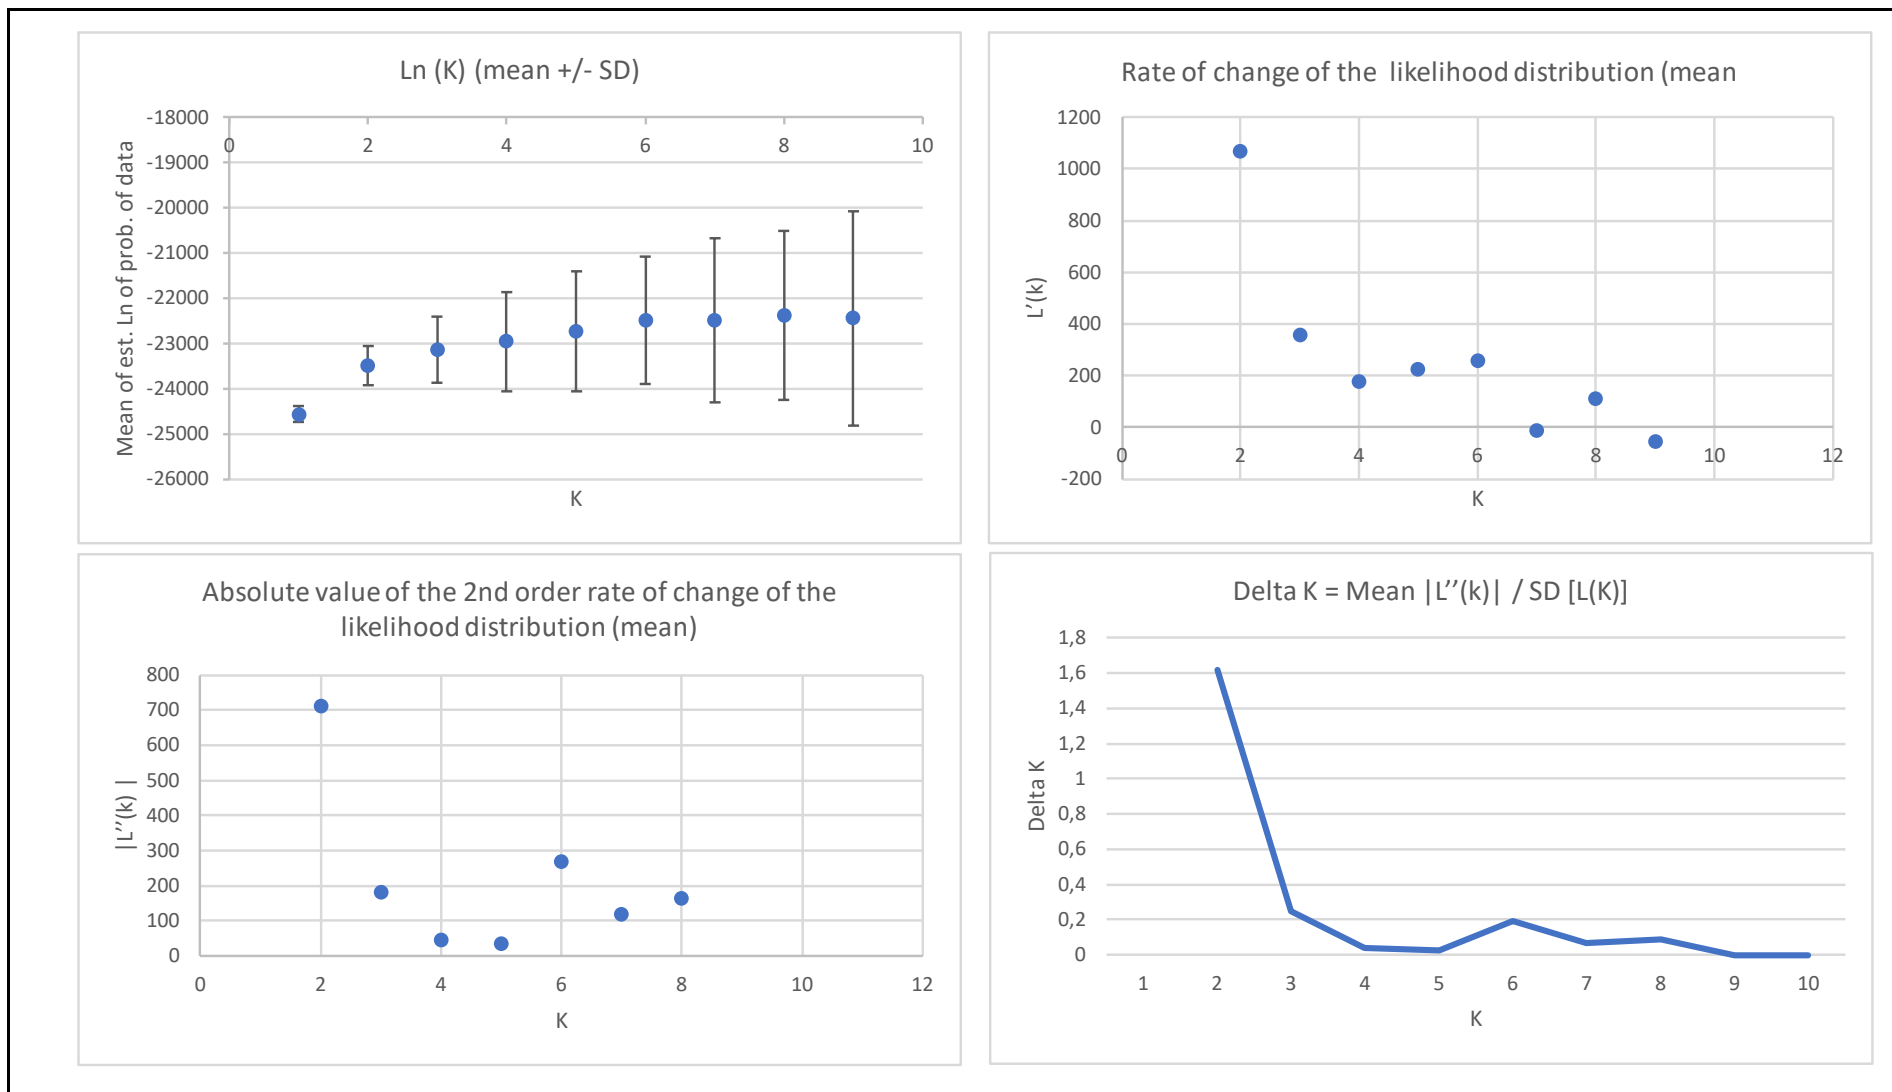 Ln (K) (mean +/- SD)
Mean of est. Ln of prob. of data
-18000
-19000
-20000
-21000
-22000
-23000
-24000
-25000
-26000
0 2 4 6 8 10
K
Rate of change of the likelihood distribution (mean
L’(k)
1200
1000
800
600
400
200
0
-200
0 2 4 6 8 10 12
K
Absolute value of the 2nd order rate of change of the
likelihood distribution (mean)
|L’’(k) |
800
700
600
500
400
300
200
100
0
0 2 4 6 8 10 12
K
Delta K = Mean |L’’(k)| / SD [L(K)]
Delta K
1,8
1,6
1,4
1,2
1
0,8
0,6
0,4
0,2
0
1 2 3 4 5 6 7 8 9 10
K